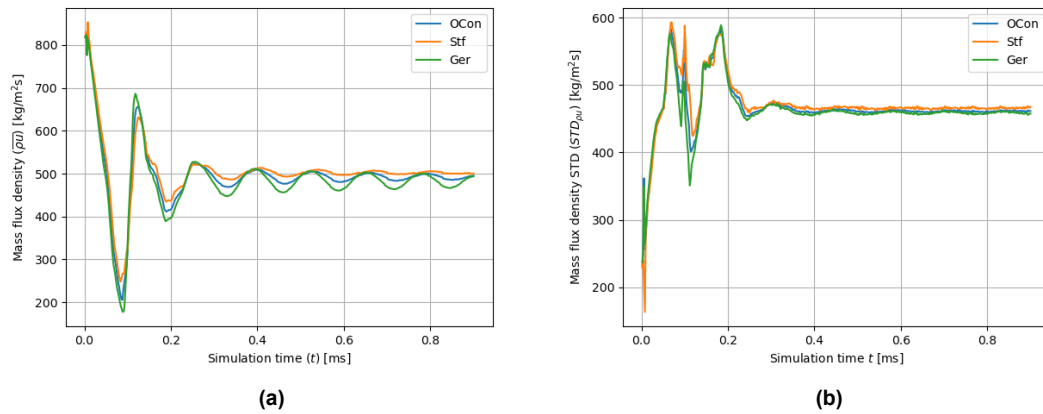 OCon
Stf
Ger
Mass flux density (ρu) [kg/m²s]
800
700
600
500
400
300
200
0.0 0.2 0.4 0.6 0.8
Simulation time (t) [ms]
(a)
OCon
Stf
Ger
Mass flux density STD (STDρu) [kg/m²s]
600
500
400
300
200
0.0 0.2 0.4 0.6 0.8
Simulation time t [ms]
(b)